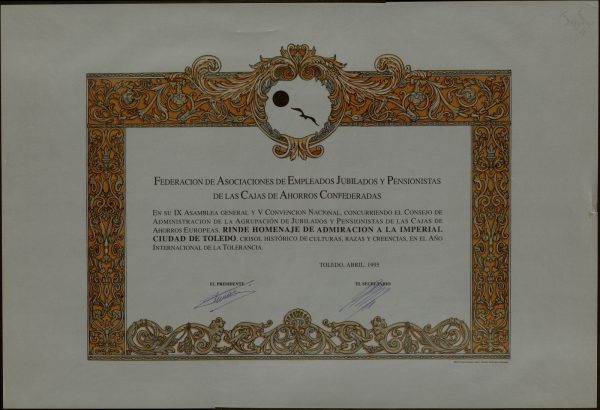 FEDERACION DE ASOCIACIONES DE EMPLEADOS JUBILADOS Y PENSIONISTAS
DE LAS CAJAS DE AHORROS CONFEDERADAS
EN SU IX ASAMBLEA GENERAL Y V CONVENCION NACIONAL, CONCURRIENDO EL CONSEJO DE
ADMINISTRACION DE LA AGRUPACION DE JUBILADOS Y PENSIONISTAS DE LAS CAJAS DE
AHORROS EUROPEAS, RINDE HOMENAJE DE ADMIRACION A LA IMPERIAL
CIUDAD DE TOLEDO, CRISOL HISTÓRICO DE CULTURAS, RAZAS Y CREENCIAS, EN EL AÑO
INTERNACIONAL DE LA TOLERANCIA.
TOLEDO, ABRIL, 1995
EL PRESIDENTE
EL SECRETARIO